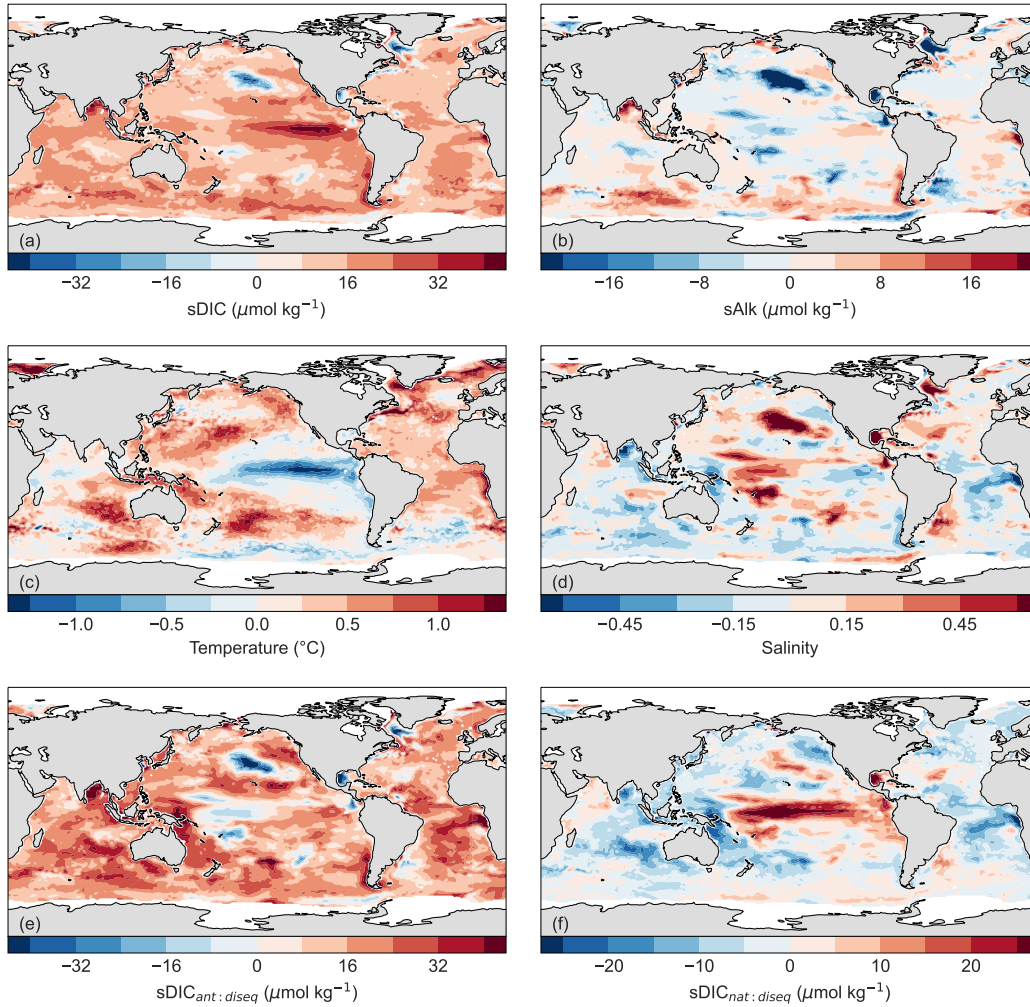 (a)
(b)
−32 −16 0 16 32
−16 −8 0 8 16
sDIC (μmol kg⁻¹)
sAlk (μmol kg⁻¹)
(c)
(d)
−1.0 −0.5 0.0 0.5 1.0
−0.45 −0.15 0.15 0.45
Temperature (°C)
Salinity
(e)
(f)
−32 −16 0 16 32
−20 −10 0 10 20
sDICant : diseq (μmol kg⁻¹)
sDICnat : diseq (μmol kg⁻¹)